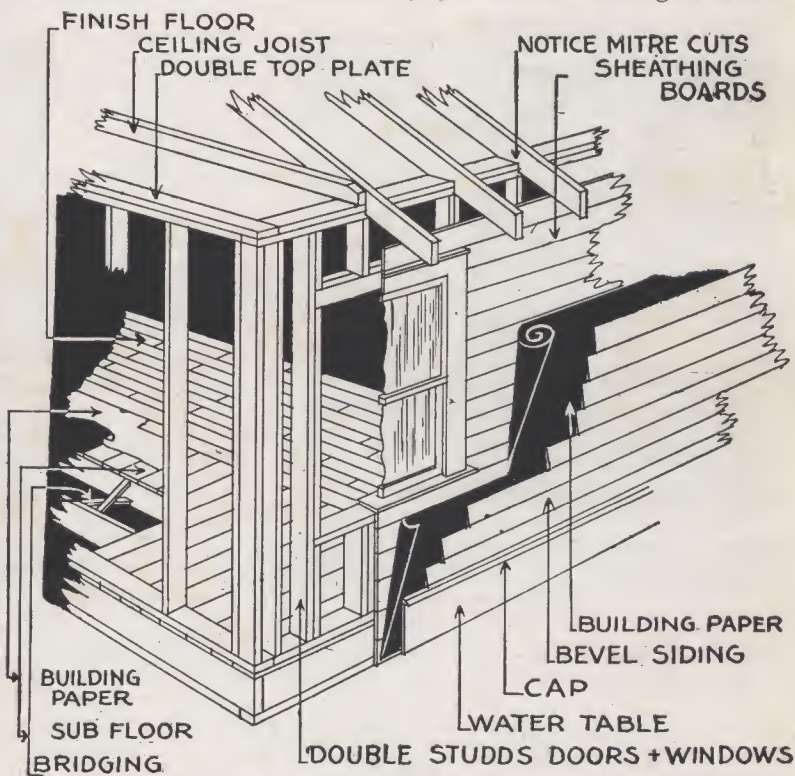 FINISH FLOOR
CEILING JOIST
DOUBLE TOP PLATE
NOTICE MITRE CUTS
SHEATHING
BOARDS
BUILDING PAPER
BEVEL SIDING
CAP
WATER TABLE
DOUBLE STUDDS DOORS + WINDOWS
BUILDING
PAPER
SUB FLOOR
BRIDGING